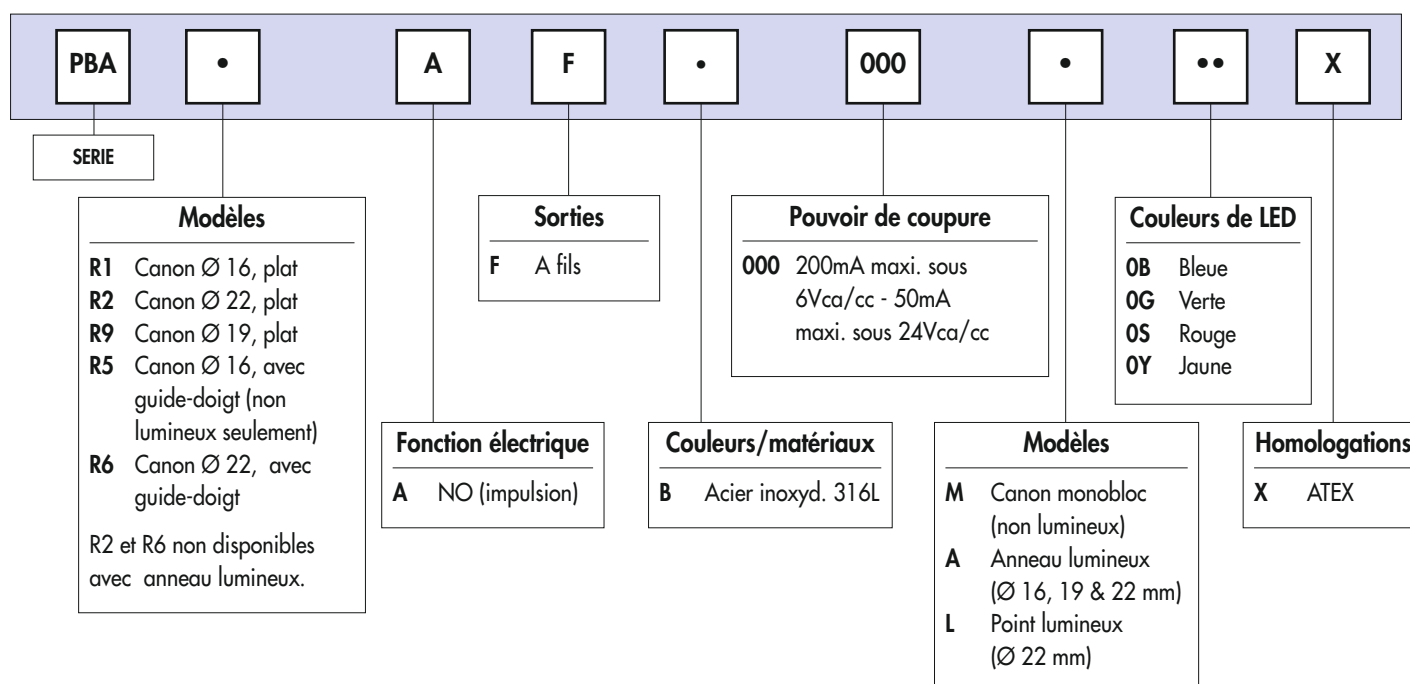 PBA • A F • 000 • •• X
SERIE
Modèles
R1 Canon Ø 16, plat
R2 Canon Ø 22, plat
R9 Canon Ø 19, plat
R5 Canon Ø 16, avec
guide-doigt (non
lumineux seulement)
R6 Canon Ø 22, avec
guide-doigt
R2 et R6 non disponibles
avec anneau lumineux.
Fonction électrique
A NO (impulsion)
Sorties
F A fils
Couleurs/matériaux
B Acier inoxyd. 316L
Pouvoir de coupure
000 200mA maxi. sous
6Vca/cc - 50mA
maxi. sous 24Vca/cc
Modèles
M Canon monobloc
(non lumineux)
A Anneau lumineux
(Ø 16, 19 & 22 mm)
L Point lumineux
(Ø 22 mm)
Couleurs de LED
0B Bleue
0G Verte
0S Rouge
0Y Jaune
Homologations
X ATEX